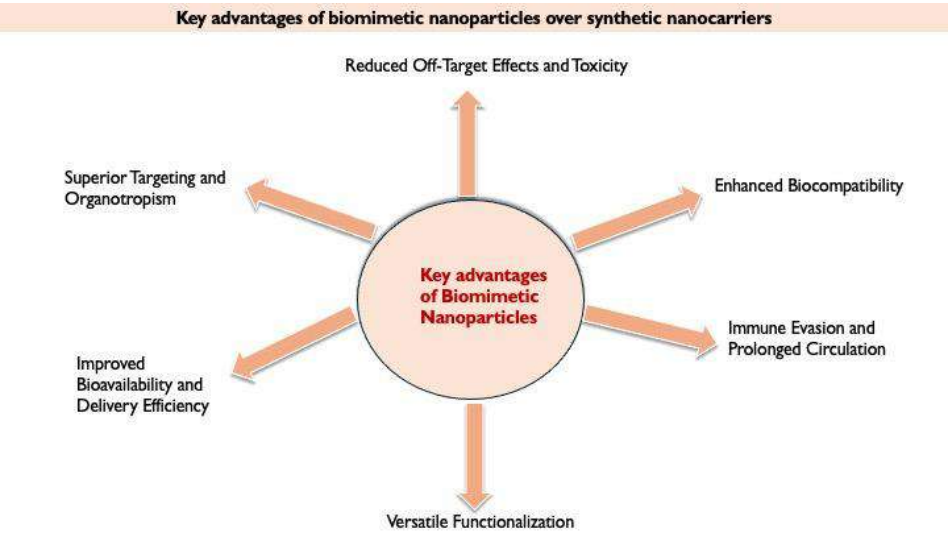 Key advantages of biomimetic nanoparticles over synthetic nanocarriers
Reduced Off-Target Effects and Toxicity
Superior Targeting and
Organotropism
Enhanced Biocompatibility
Key advantages
of Biomimetic
Nanoparticles
Immune Evasion and
Prolonged Circulation
Improved
Bioavailability and
Delivery Efficiency
Versatile Functionalization